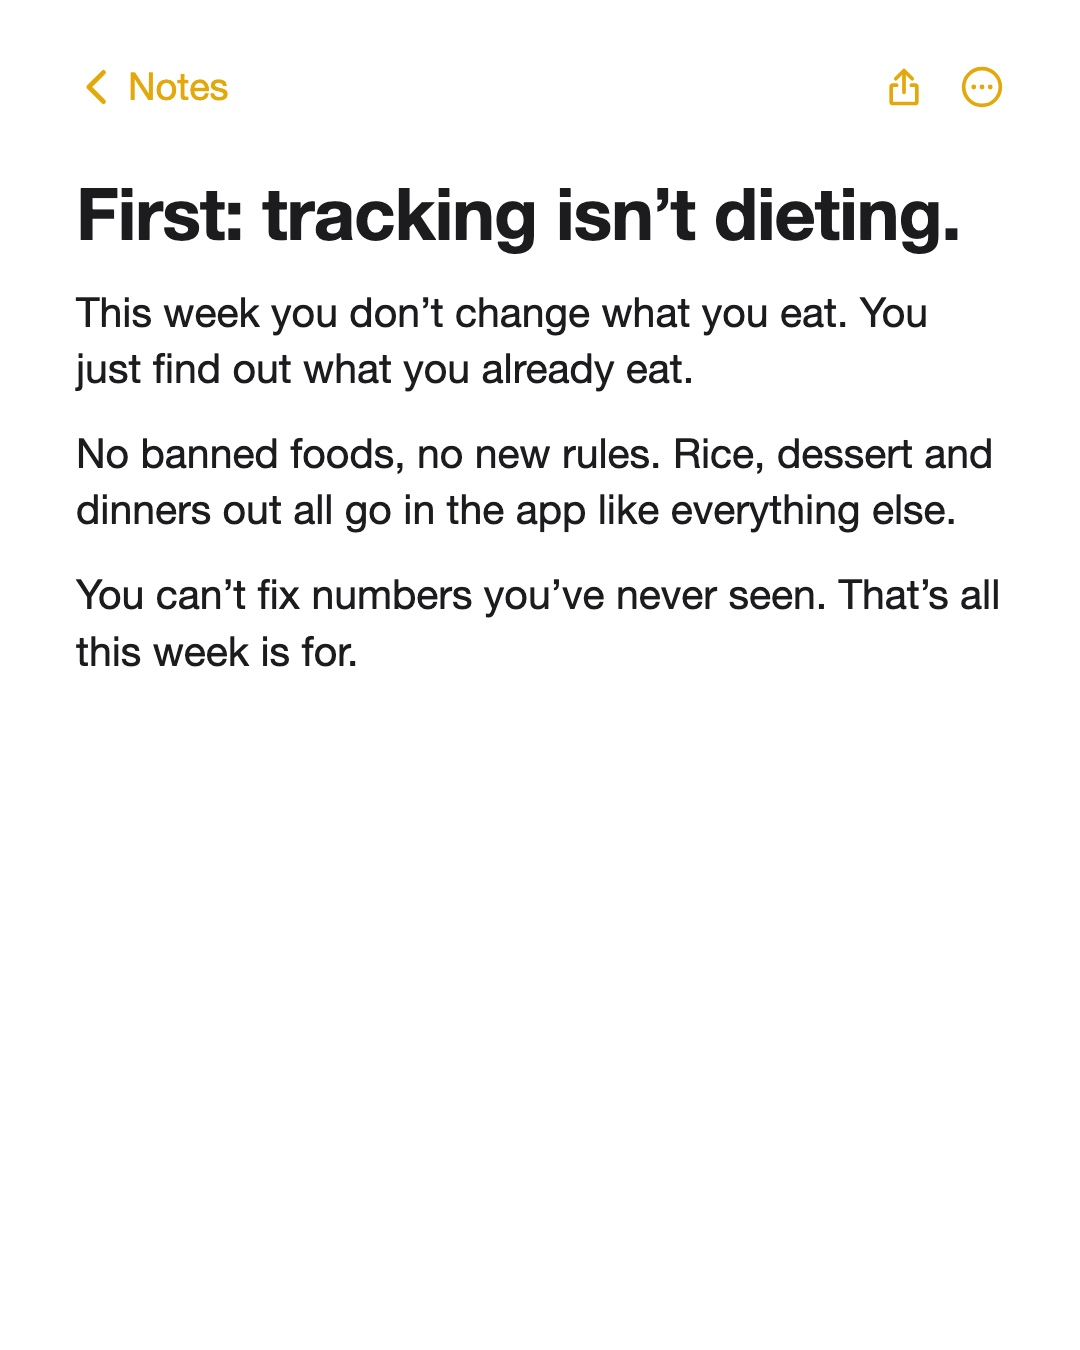 Notes
First: tracking isn’t dieting.
This week you don’t change what you eat. You
just find out what you already eat.
No banned foods, no new rules. Rice, dessert and
dinners out all go in the app like everything else.
You can’t fix numbers you’ve never seen. That’s all
this week is for.